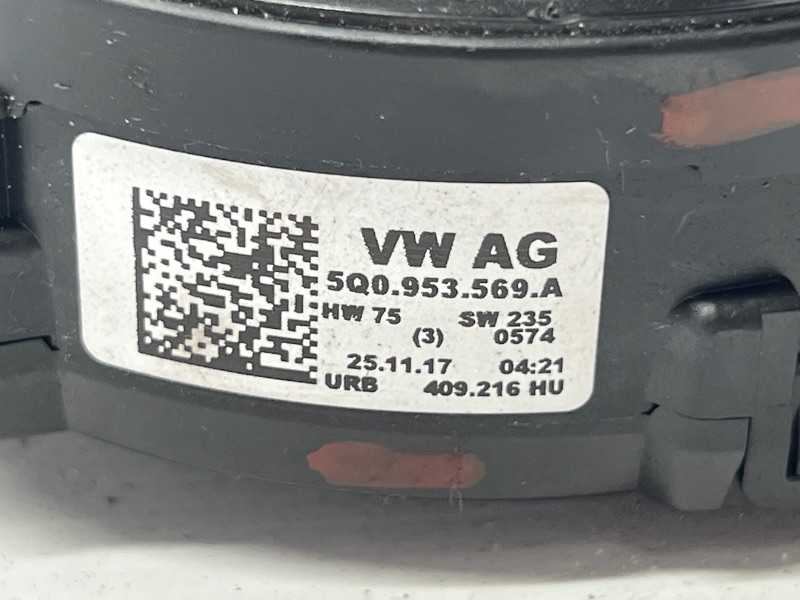 VW AG
5Q0.953.569.A
HW 75 SW 235
(3) 0574
25.11.17 04:21
URB 409.216 HU